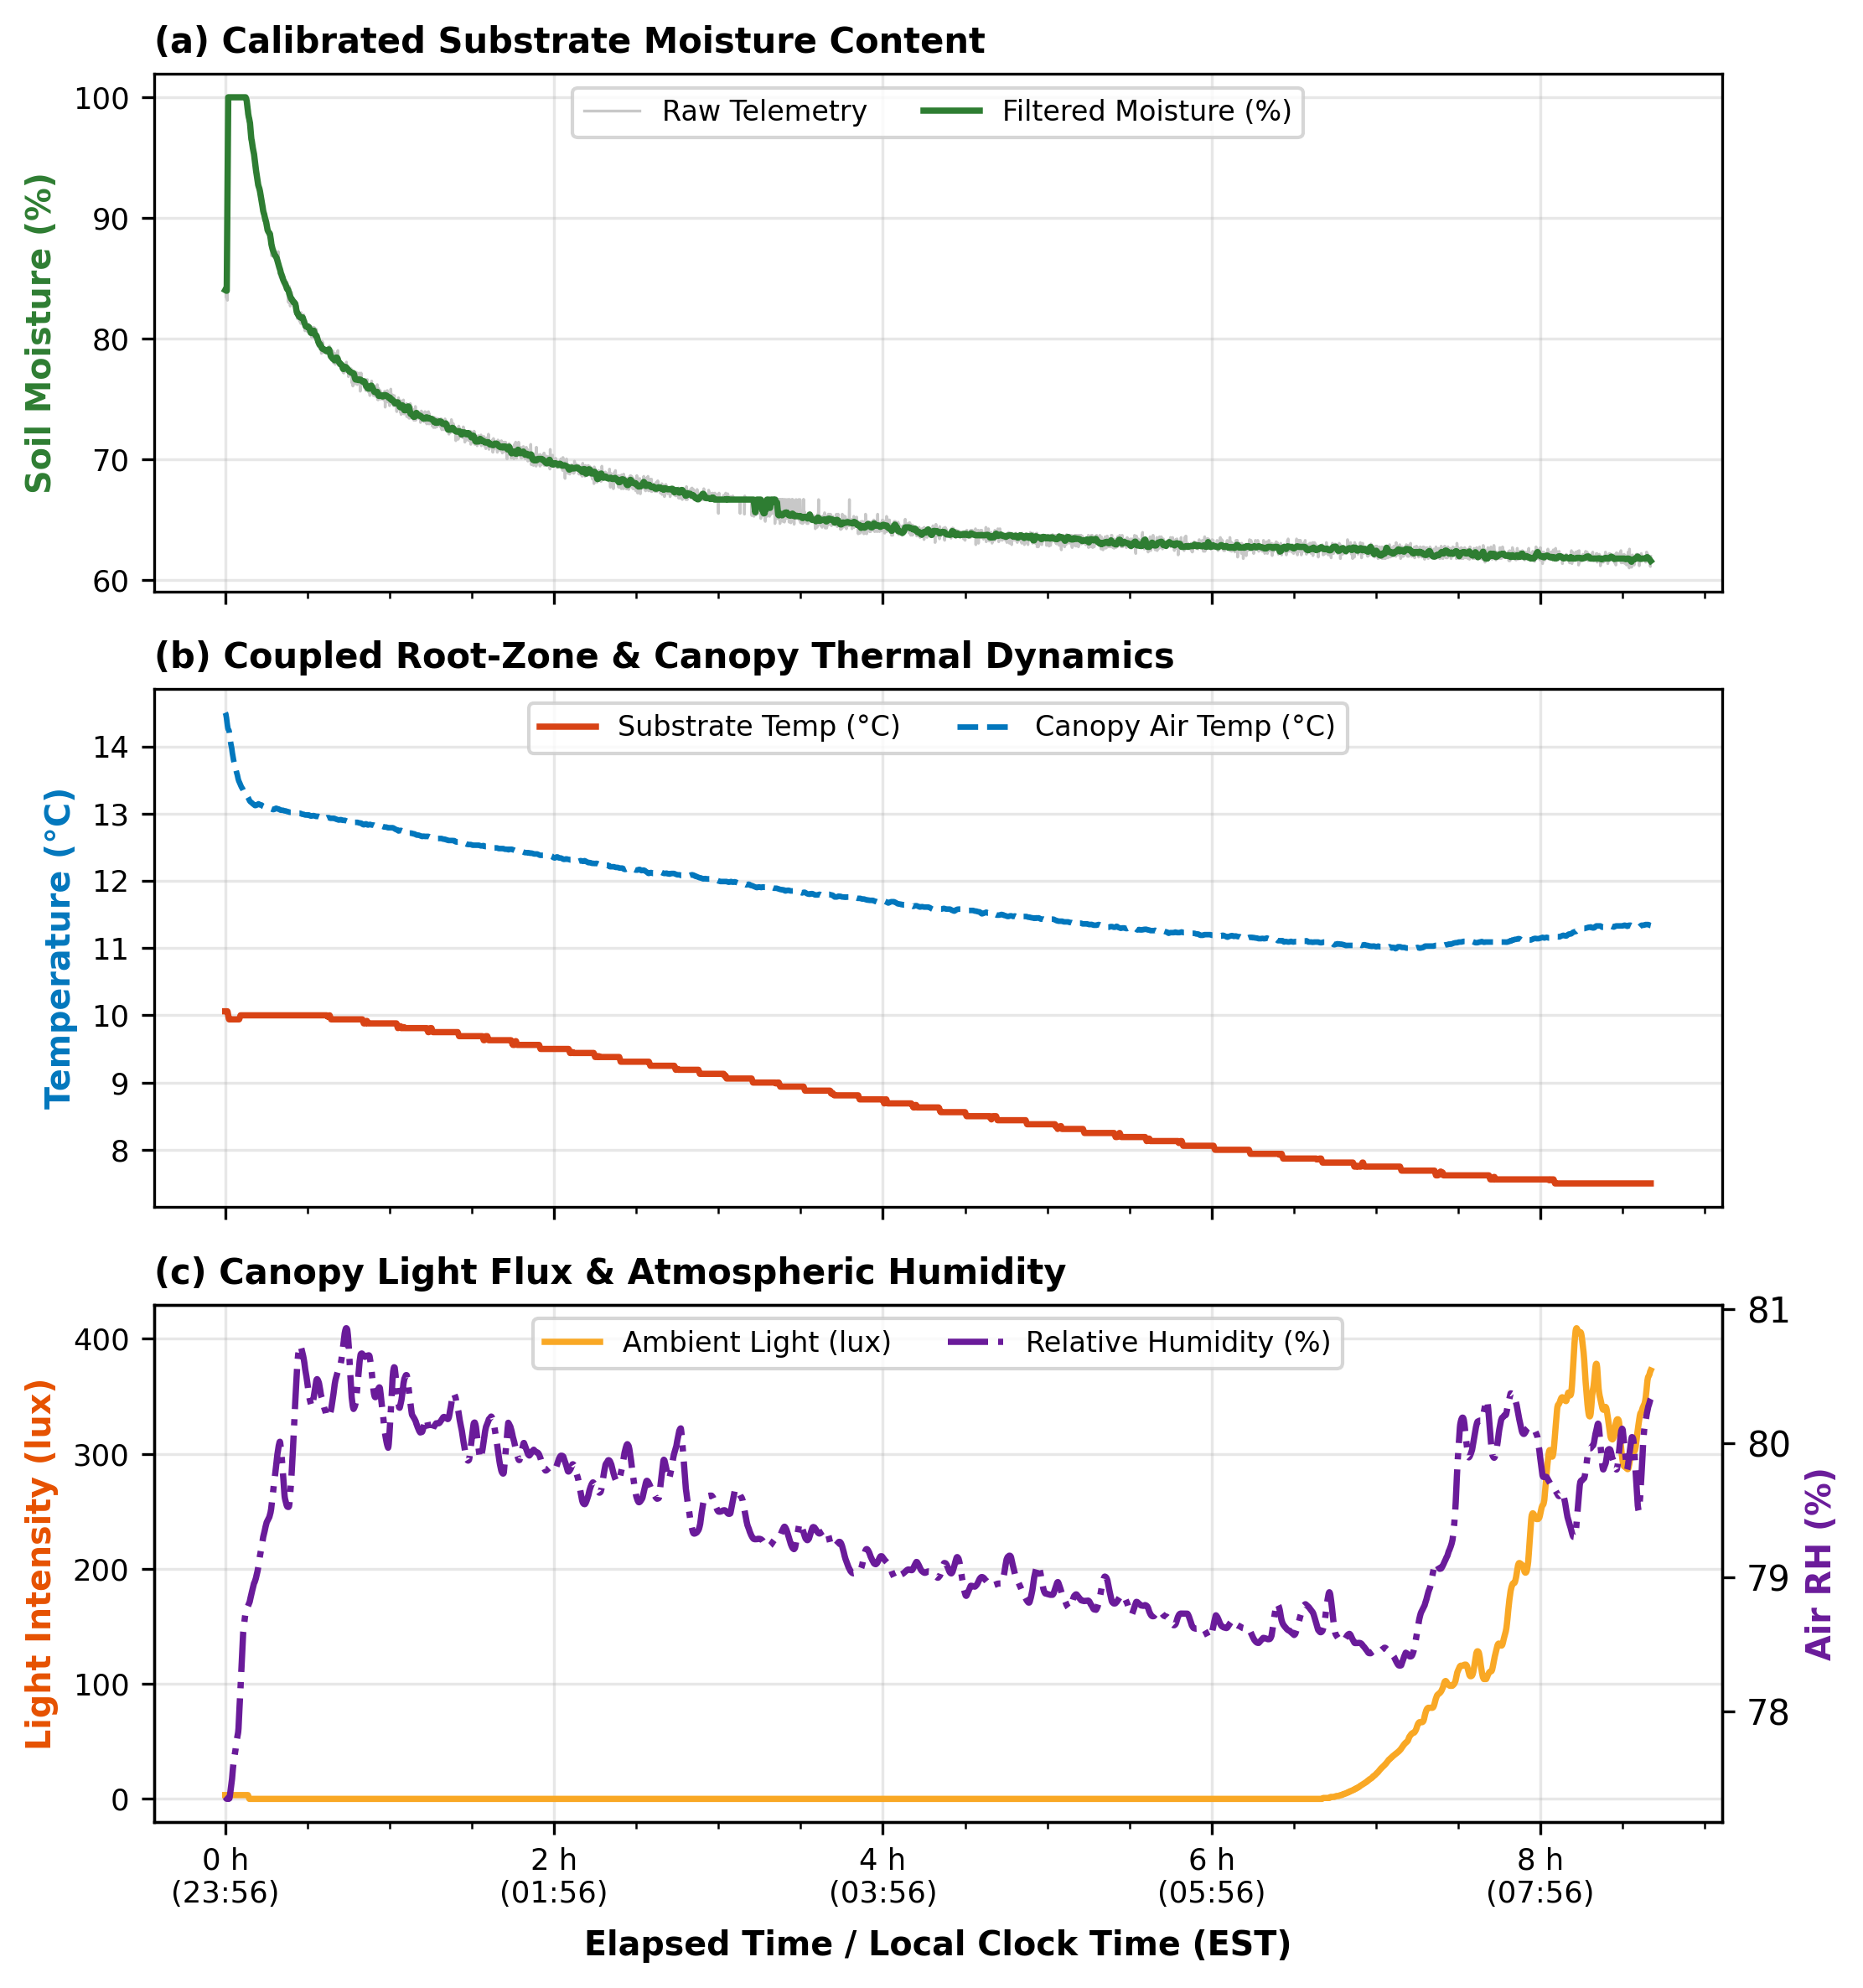 (a) Calibrated Substrate Moisture Content
Raw Telemetry
Filtered Moisture (%)
Soil Moisture (%)
100
90
80
70
60
(b) Coupled Root-Zone & Canopy Thermal Dynamics
Substrate Temp (°C)
Canopy Air Temp (°C)
Temperature (°C)
14
13
12
11
10
9
8
(c) Canopy Light Flux & Atmospheric Humidity
Ambient Light (lux)
Relative Humidity (%)
Light Intensity (lux)
400
300
200
100
0
81
80
79
78
Air RH (%)
0 h
(23:56)
2 h
(01:56)
4 h
(03:56)
6 h
(05:56)
8 h
(07:56)
Elapsed Time / Local Clock Time (EST)